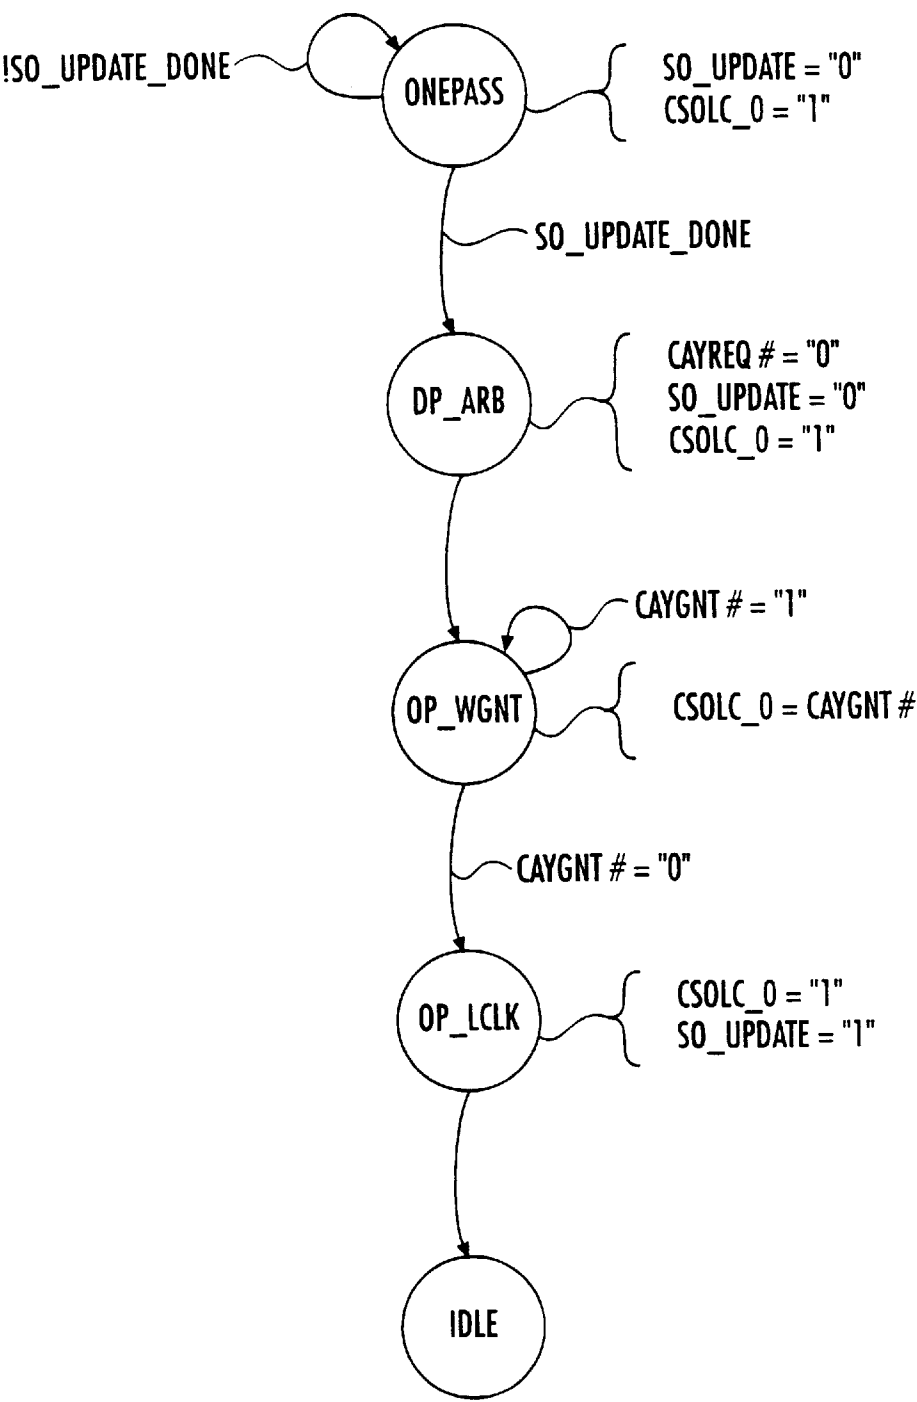 !SO_UPDATE_DONE
ONEPASS
SO_UPDATE = "0"
CSOLC_0 = "1"
SO_UPDATE_DONE
DP_ARB
CAYREQ # = "0"
SO_UPDATE = "0"
CSOLC_0 = "1"
CAYGNT # = "1"
OP_WGNT
CSOLC_0 = CAYGNT #
CAYGNT # = "0"
OP_LCLK
CSOLC_0 = "1"
SO_UPDATE = "1"
IDLE